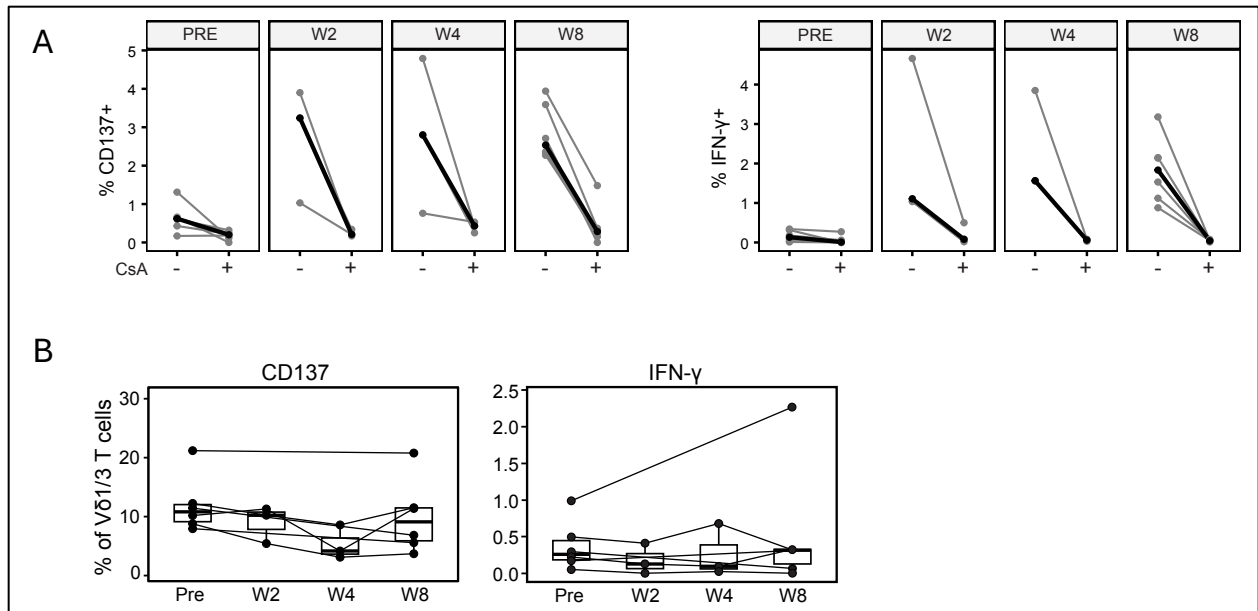 A
PRE W2 W4 W8
5
4
3
2
1
0
% CD137+
CsA - + - + - + - +
PRE W2 W4 W8
4
3
2
1
0
% IFN-γ+
- + - + - + - +
B
CD137
30
20
10
0
% of Vδ1/3 T cells
Pre W2 W4 W8
IFN-γ
2.5
2.0
1.5
1.0
0.5
0.0
Pre W2 W4 W8